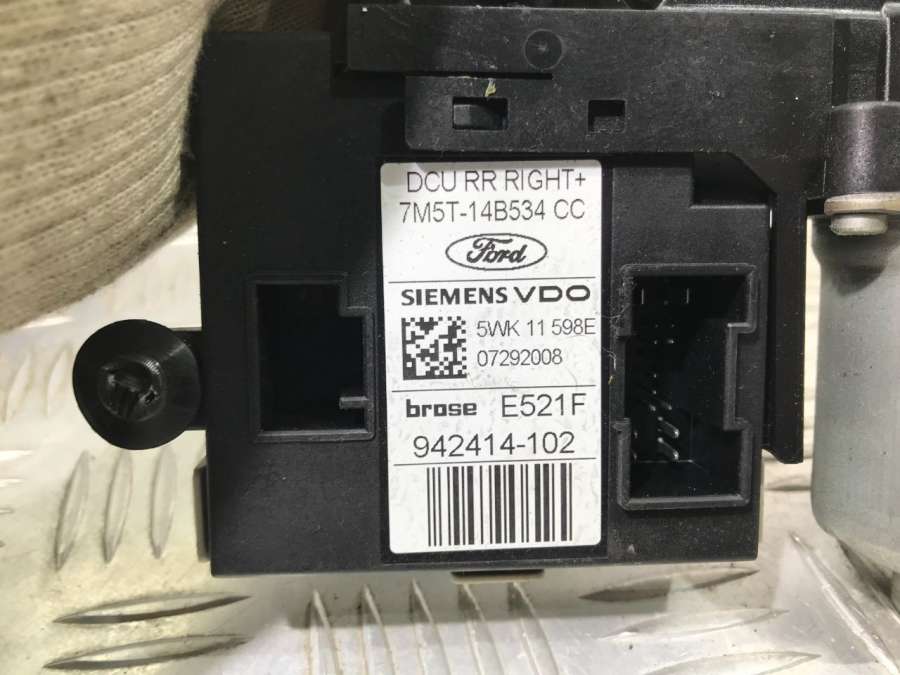 DCU RR RIGHT+
7M5T-14B534 CC
Ford
SIEMENS VDO
5WK 11 598E
07292008
brose E521F
942414-102